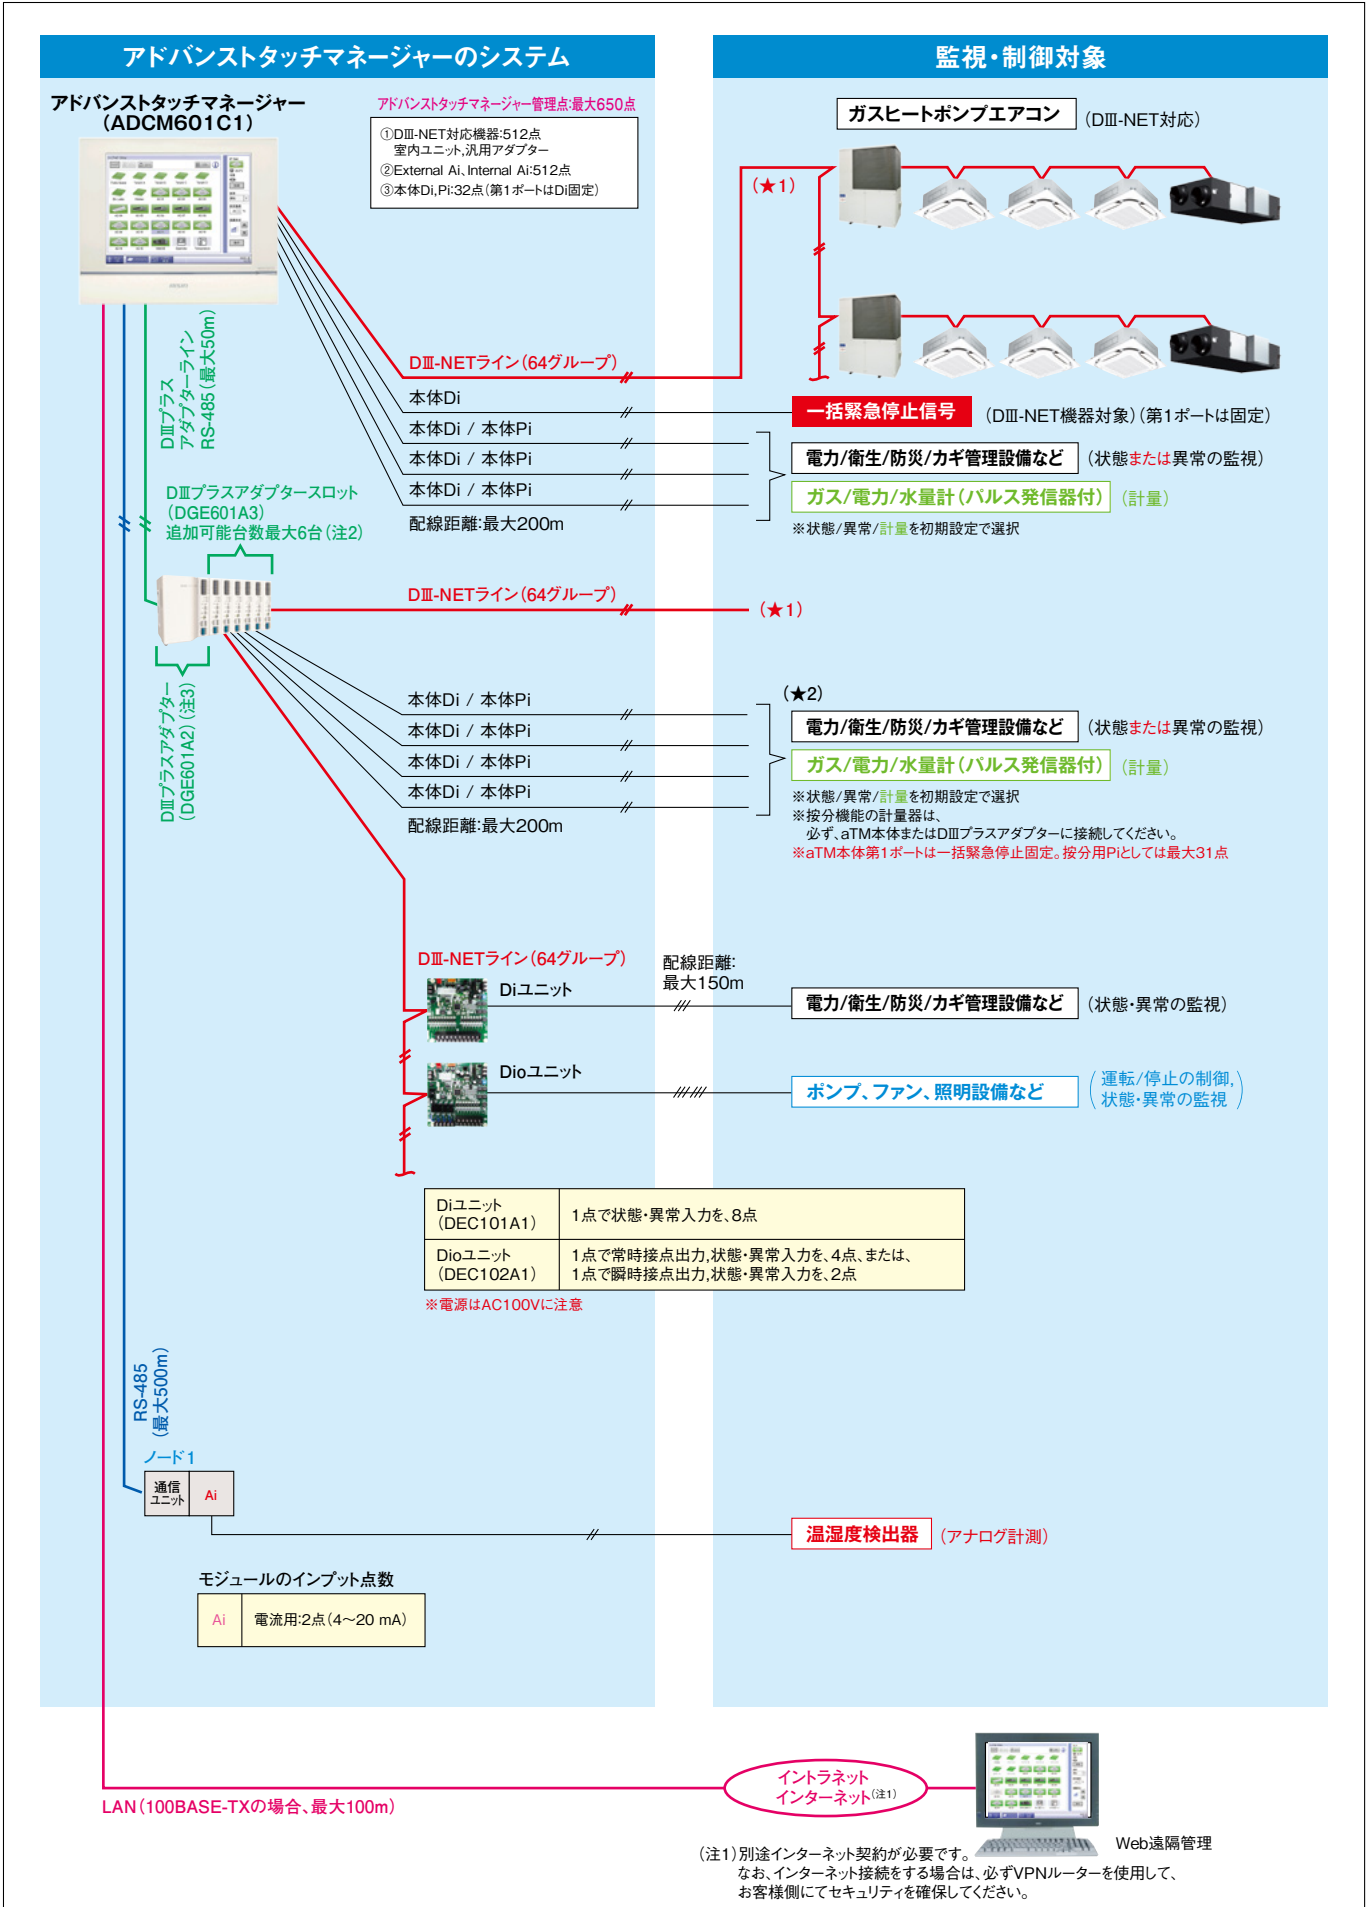 アドバンストタッチマネージャーのシステム
監視・制御対象
アドバンストタッチマネージャー
(ADCM601C1)
アドバンストタッチマネージャー管理点:最大650点
①DⅢ-NET対応機器:512点
室内ユニット,汎用アダプター
②External Ai、Internal Ai:512点
③本体Di,Pi:32点(第1ポートはDi固定)
ガスヒートポンプエアコン (DⅢ-NET対応)
(★1)
DⅢプラス
アダプターライン
RS-485(最大50m)
DⅢ-NETライン(64グループ)
本体Di
一括緊急停止信号 (DⅢ-NET機器対象)(第1ポートは固定)
本体Di / 本体Pi
本体Di / 本体Pi
本体Di / 本体Pi
配線距離:最大200m
電力/衛生/防災/カギ管理設備など (状態または異常の監視)
ガス/電力/水量計(パルス発信器付) (計量)
※状態/異常/計量を初期設定で選択
DⅢプラスアダプタースロット
(DGE601A3)
追加可能台数最大6台(注2)
DⅢ-NETライン(64グループ)
(★1)
DⅢプラスアダプター
(DGE601A2)(注3)
本体Di / 本体Pi
本体Di / 本体Pi
本体Di / 本体Pi
本体Di / 本体Pi
配線距離:最大200m
(★2)
電力/衛生/防災/カギ管理設備など (状態または異常の監視)
ガス/電力/水量計(パルス発信器付) (計量)
※状態/異常/計量を初期設定で選択
※按分機能の計量器は、
必ず、aTM本体またはDⅢプラスアダプターに接続してください。
※aTM本体第1ポートは一括緊急停止固定。按分用Piとしては最大31点
DⅢ-NETライン(64グループ)
Diユニット
配線距離:
最大150m
電力/衛生/防災/カギ管理設備など (状態・異常の監視)
Dioユニット
ポンプ、ファン、照明設備など (運転/停止の制御,
状態・異常の監視)
Diユニット
(DEC101A1)
1点で状態・異常入力を、8点
Dioユニット
(DEC102A1)
1点で常時接点出力,状態・異常入力を、4点、または、
1点で瞬時接点出力,状態・異常入力を、2点
※電源はAC100Vに注意
RS-485
(最大500m)
ノード1
通信
ユニット
Ai
温湿度検出器 (アナログ計測)
モジュールのインプット点数
Ai 電流用:2点(4～20 mA)
LAN(100BASE-TXの場合、最大100m)
イントラネット
インターネット(注1)
Web遠隔管理
(注1)別途インターネット契約が必要です。
なお、インターネット接続をする場合は、必ずVPNルーターを使用して、
お客様側にてセキュリティを確保してください。